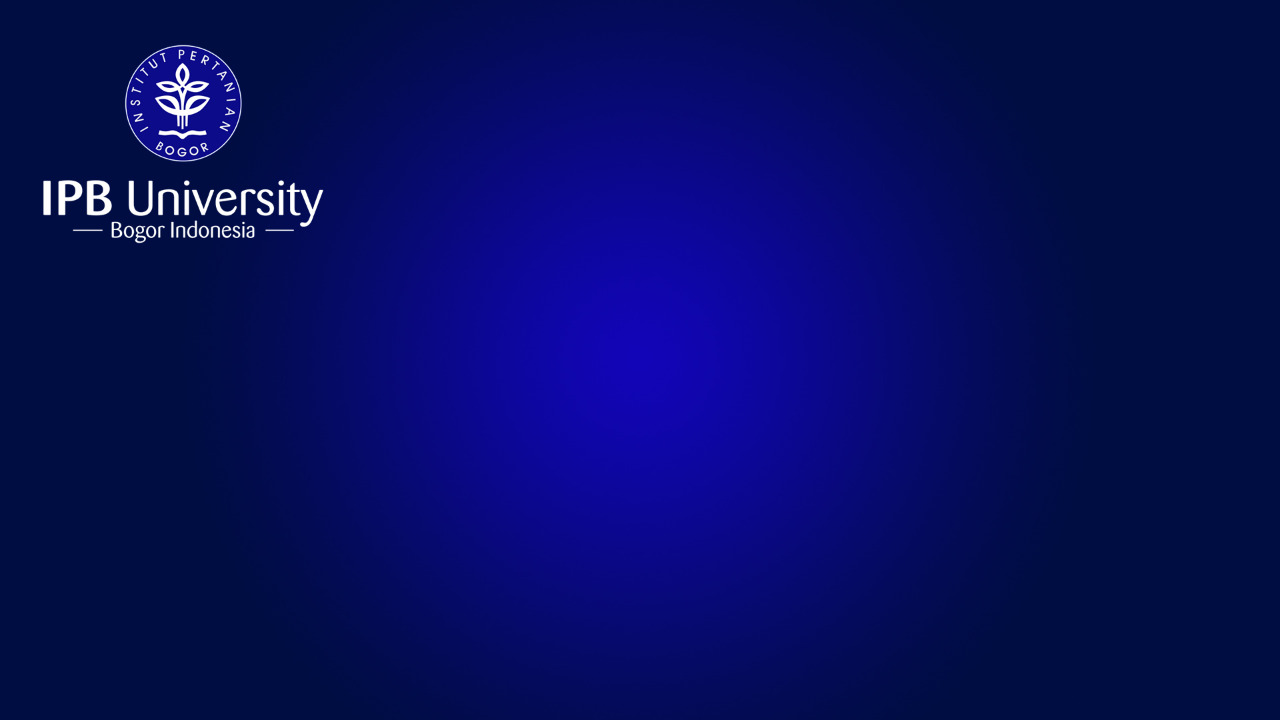 INSTITUT PERTANIAN
BOGOR
IPB University
Bogor Indonesia